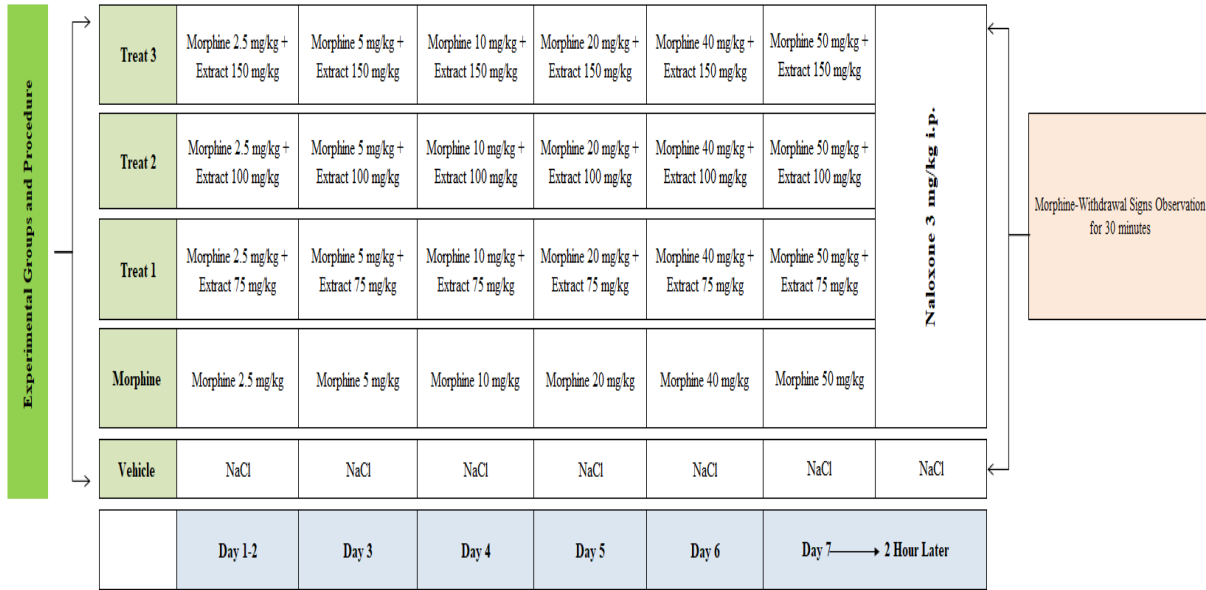 Experimental Groups and Procedure
Treat 3
Morphine 2.5 mg/kg +
Extract 150 mg/kg
Morphine 5 mg/kg +
Extract 150 mg/kg
Morphine 10 mg/kg +
Extract 150 mg/kg
Morphine 20 mg/kg +
Extract 150 mg/kg
Morphine 40 mg/kg +
Extract 150 mg/kg
Morphine 50 mg/kg +
Extract 150 mg/kg
Treat 2
Morphine 2.5 mg/kg +
Extract 100 mg/kg
Morphine 5 mg/kg +
Extract 100 mg/kg
Morphine 10 mg/kg +
Extract 100 mg/kg
Morphine 20 mg/kg +
Extract 100 mg/kg
Morphine 40 mg/kg +
Extract 100 mg/kg
Morphine 50 mg/kg +
Extract 100 mg/kg
Treat 1
Morphine 2.5 mg/kg +
Extract 75 mg/kg
Morphine 5 mg/kg +
Extract 75 mg/kg
Morphine 10 mg/kg +
Extract 75 mg/kg
Morphine 20 mg/kg +
Extract 75 mg/kg
Morphine 40 mg/kg +
Extract 75 mg/kg
Morphine 50 mg/kg +
Extract 75 mg/kg
Morphine
Morphine 2.5 mg/kg
Morphine 5 mg/kg
Morphine 10 mg/kg
Morphine 20 mg/kg
Morphine 40 mg/kg
Morphine 50 mg/kg
Naloxone 3 mg/kg i.p.
Vehicle
NaCl
NaCl
NaCl
NaCl
NaCl
NaCl
NaCl
Day 1-2
Day 3
Day 4
Day 5
Day 6
Day 7 → 2 Hour Later
Morphine-Withdrawal Signs Observation
for 30 minutes